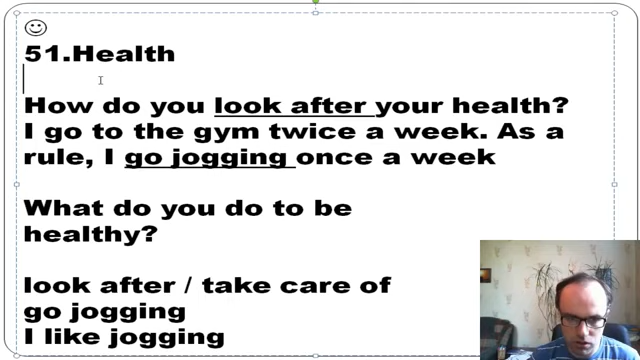 51.Health
How do you look after your health?
I go to the gym twice a week. As a
rule, I go jogging once a week
What do you do to be
healthy?
look after / take care of
go jogging
I like jogging